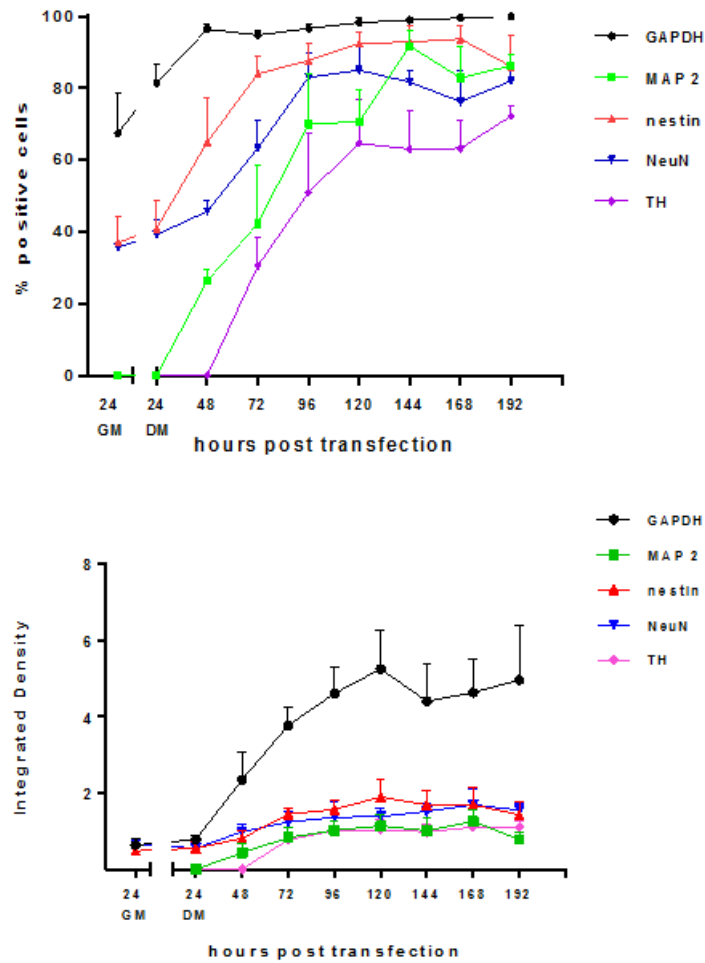 100
80
60
40
20
0
% positive cells
24 24 48 72 96 120 144 168 192
GM DM
hours post transfection
GAPDH
MAP 2
nestin
NeuN
TH
8
6
4
2
Integrated Density
24 24 48 72 96 120 144 168 192
GM DM
hours post transfection
GAPDH
MAP 2
nestin
NeuN
TH